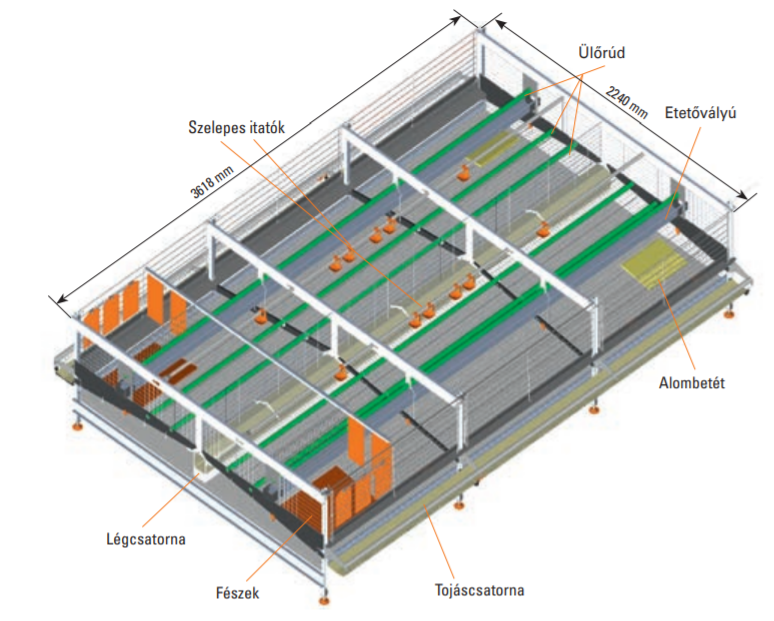 Ülőrúd
2240 mm
Etetővályú
Szelepes itatók
3618 mm
Alombetét
Légcsatorna
Fészek
Tojáscsatorna